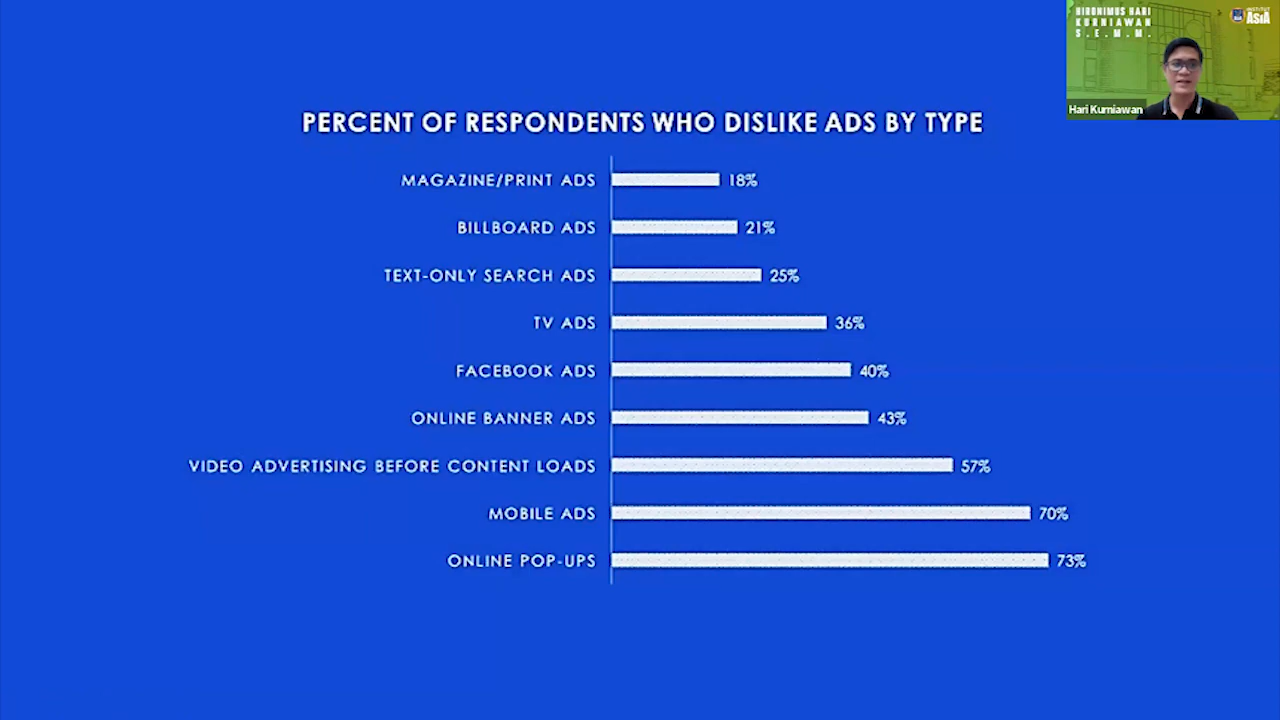 HIRONIMUS HARI
KURNIAWAN
S.E.M.M.
INSTITUT
ASIA
Hari Kurniawan
PERCENT OF RESPONDENTS WHO DISLIKE ADS BY TYPE
MAGAZINE/PRINT ADS 18%
BILLBOARD ADS 21%
TEXT-ONLY SEARCH ADS 25%
TV ADS 36%
FACEBOOK ADS 40%
ONLINE BANNER ADS 43%
VIDEO ADVERTISING BEFORE CONTENT LOADS 57%
MOBILE ADS 70%
ONLINE POP-UPS 73%